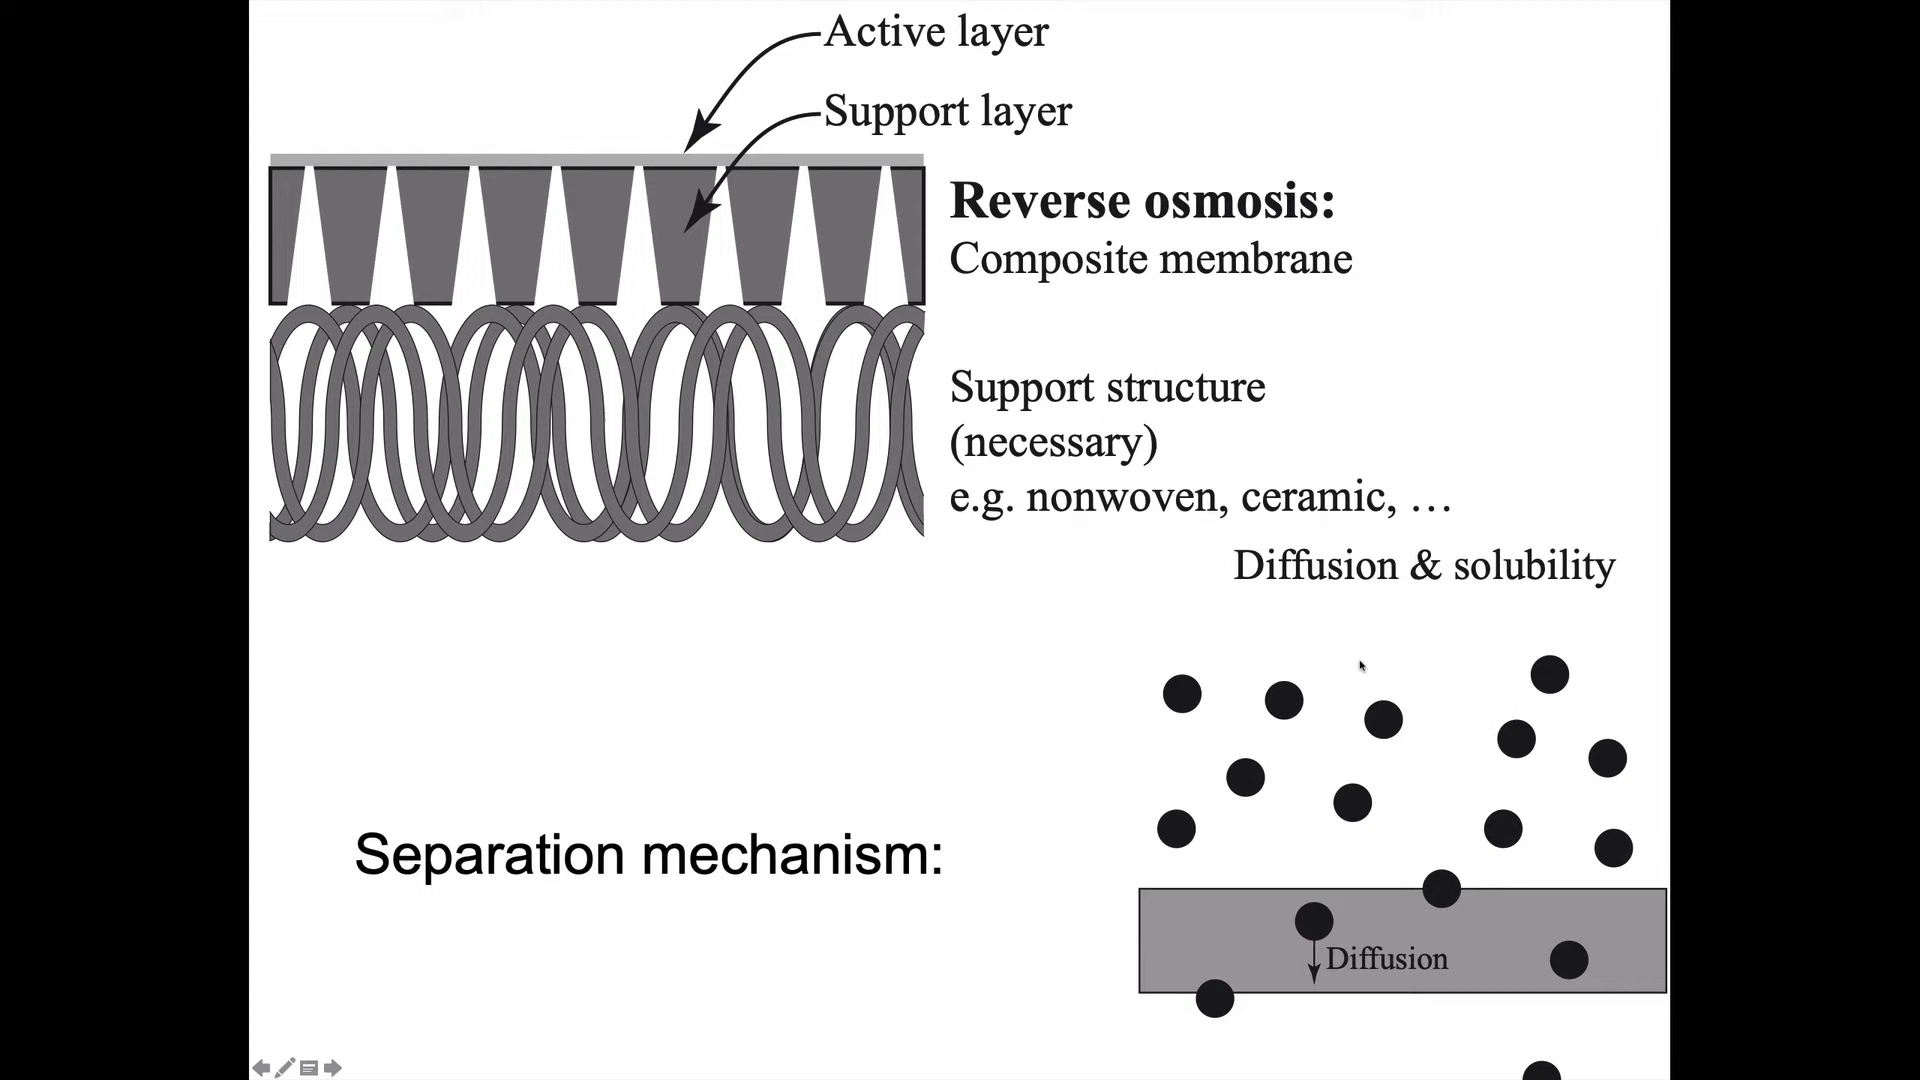 Active layer
Support layer
Reverse osmosis:
Composite membrane
Support structure
(necessary)
e.g. nonwoven, ceramic, …
Diffusion & solubility
Separation mechanism:
Diffusion